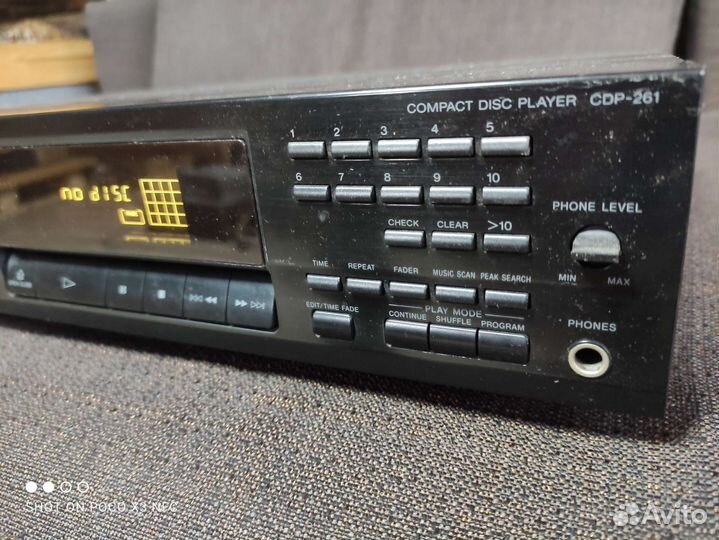 COMPACT DISC PLAYER CDP-261
1 2 3 4 5
6 7 8 9 10
CHECK CLEAR >10
PHONE LEVEL
MIN MAX
no dISC
TIME REPEAT FADER MUSIC SCAN PEAK SEARCH
EDIT/TIME FADE
PLAY MODE
CONTINUE SHUFFLE PROGRAM
PHONES
SHOT ON POCO X3 NFC
Avito